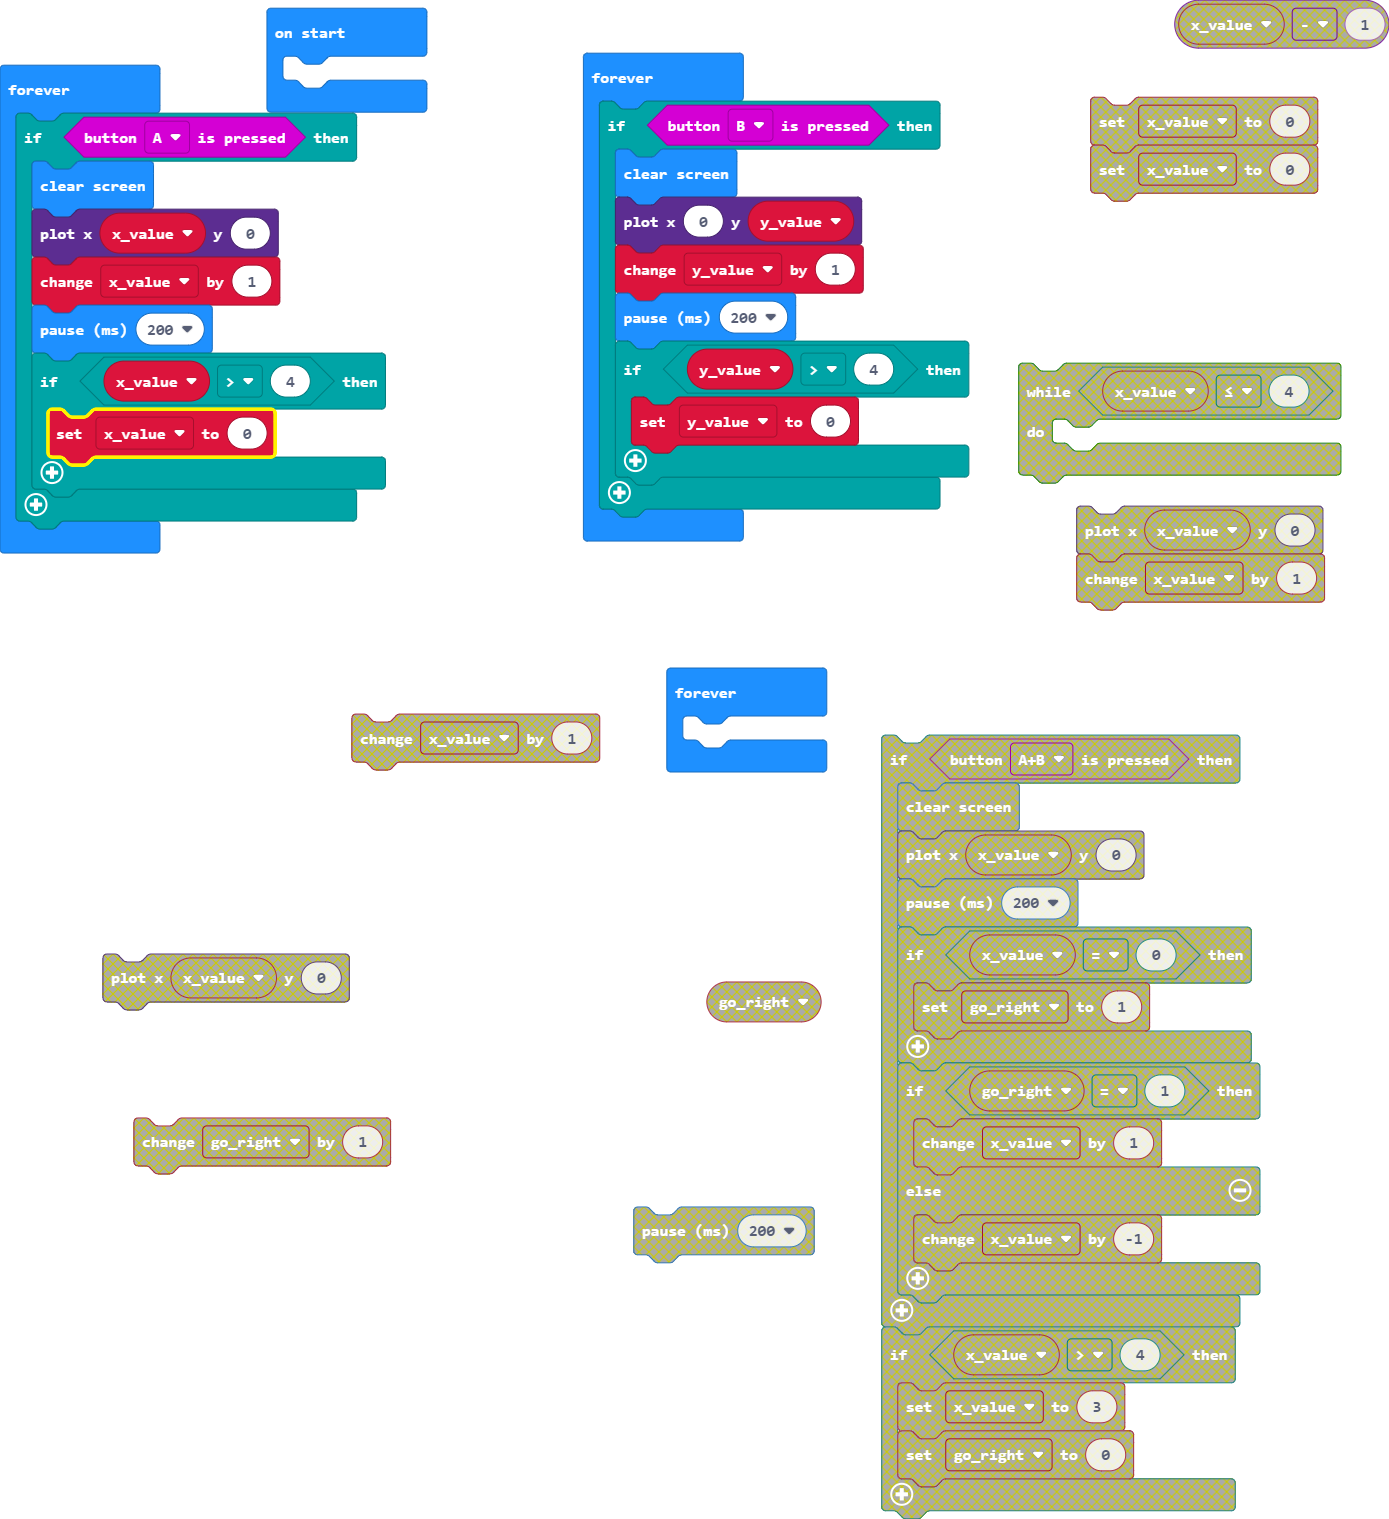 on start
forever
if button A is pressed then
clear screen
plot x x_value y 0
change x_value by 1
pause (ms) 200
if x_value > 4 then
set x_value to 0
forever
if button B is pressed then
clear screen
plot x 0 y y_value
change y_value by 1
pause (ms) 200
if y_value > 4 then
set y_value to 0
x_value - 1
set x_value to 0
set x_value to 0
while x_value ≤ 4
do
plot x x_value y 0
change x_value by 1
change x_value by 1
forever
plot x x_value y 0
go_right
change go_right by 1
pause (ms) 200
if button A+B is pressed then
clear screen
plot x x_value y 0
pause (ms) 200
if x_value = 0 then
set go_right to 1
if go_right = 1 then
change x_value by 1
else
change x_value by -1
if x_value > 4 then
set x_value to 3
set go_right to 0